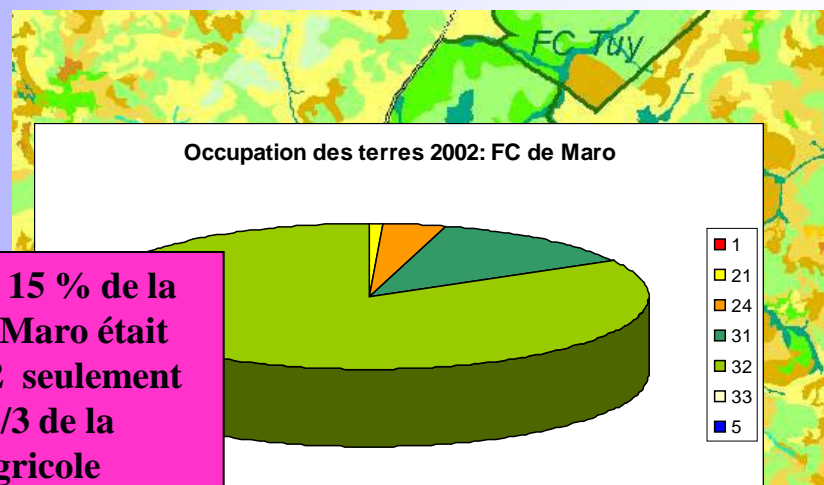 FC Tuy
Occupation des terres 2002: FC de Maro
1
21
24
31
32
33
5
15 % de la
Maro était
2 seulement
/3 de la
gricole